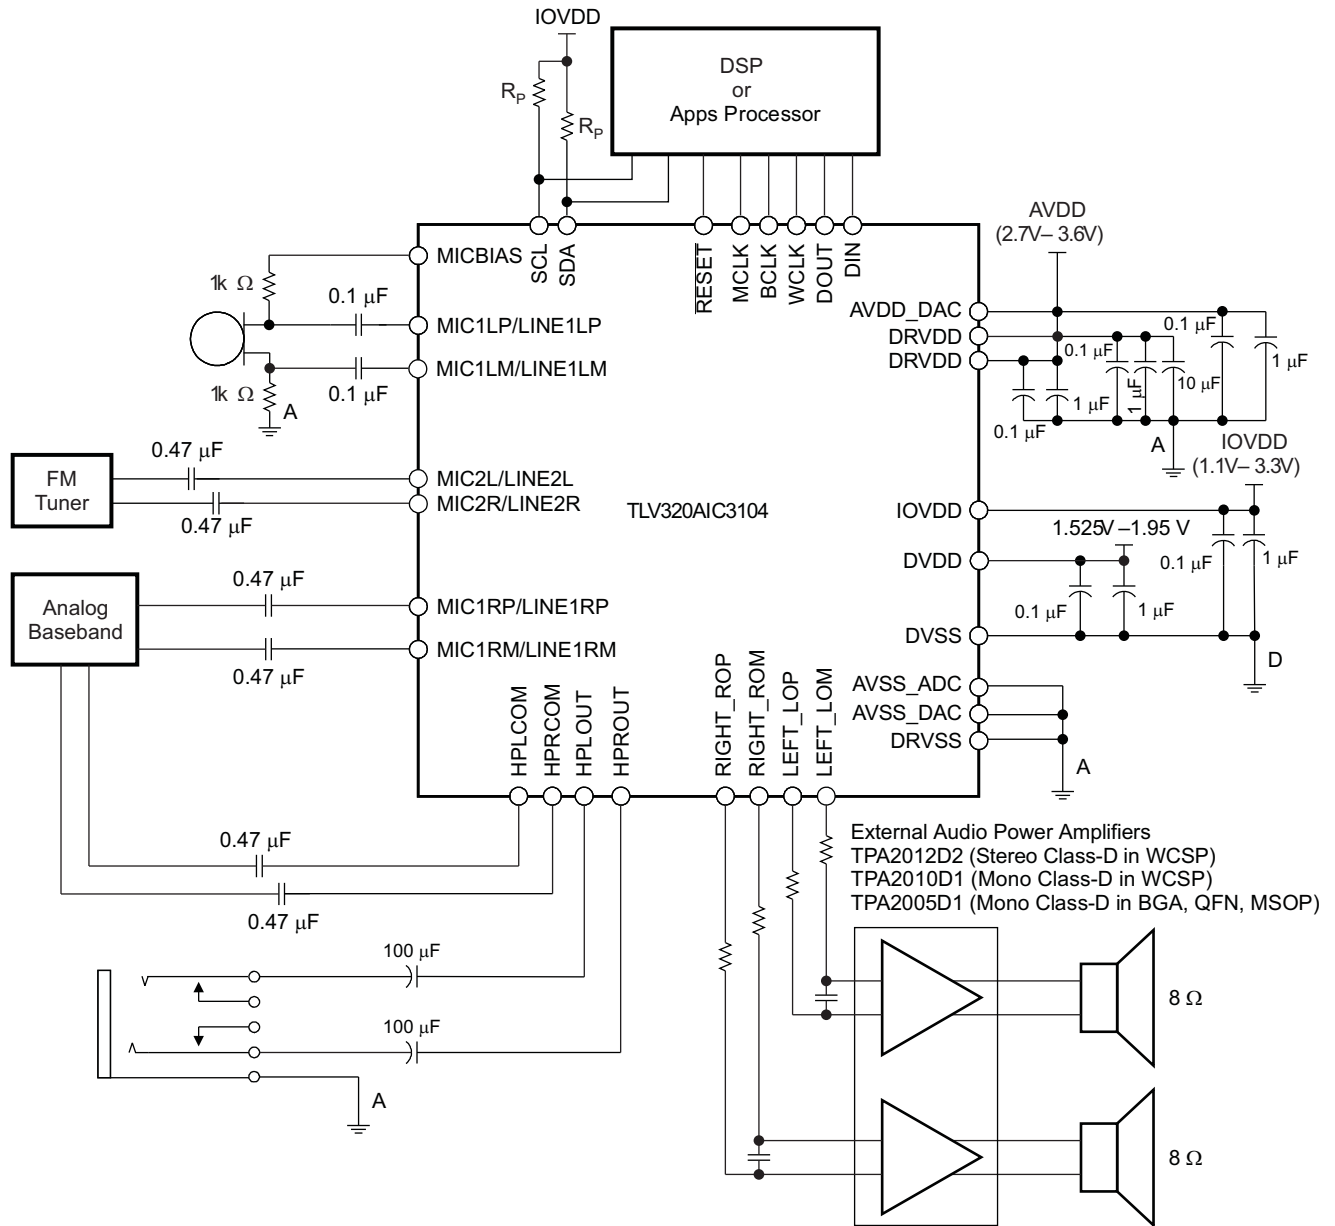 IOVDD
DSP
or
Apps Processor
R_P
R_P
AVDD
(2.7V– 3.6V)
MICBIAS
SCL
SDA
RESET
MCLK
BCLK
WCLK
DOUT
DIN
1k Ω
0.1 µF
MIC1LP/LINE1LP
MIC1LM/LINE1LM
1k Ω
0.1 µF
A
AVDD_DAC
DRVDD
DRVDD
0.1 µF
0.1 µF
1 µF
10 µF
1 µF
1 µF
0.1 µF
A
IOVDD
(1.1V– 3.3V)
0.47 µF
FM
Tuner
MIC2L/LINE2L
MIC2R/LINE2R
0.47 µF
TLV320AIC3104
IOVDD
1.525V –1.95 V
DVDD
0.1 µF
1 µF
0.1 µF
1 µF
DVSS
D
0.47 µF
Analog
Baseband
MIC1RP/LINE1RP
MIC1RM/LINE1RM
0.47 µF
AVSS_ADC
AVSS_DAC
DRVSS
A
HPLCOM
HPRCOM
HPLOUT
HPROUT
RIGHT_ROP
RIGHT_ROM
LEFT_LOP
LEFT_LOM
0.47 µF
0.47 µF
External Audio Power Amplifiers
TPA2012D2 (Stereo Class-D in WCSP)
TPA2010D1 (Mono Class-D in WCSP)
TPA2005D1 (Mono Class-D in BGA, QFN, MSOP)
100 µF
100 µF
A
8 Ω
8 Ω